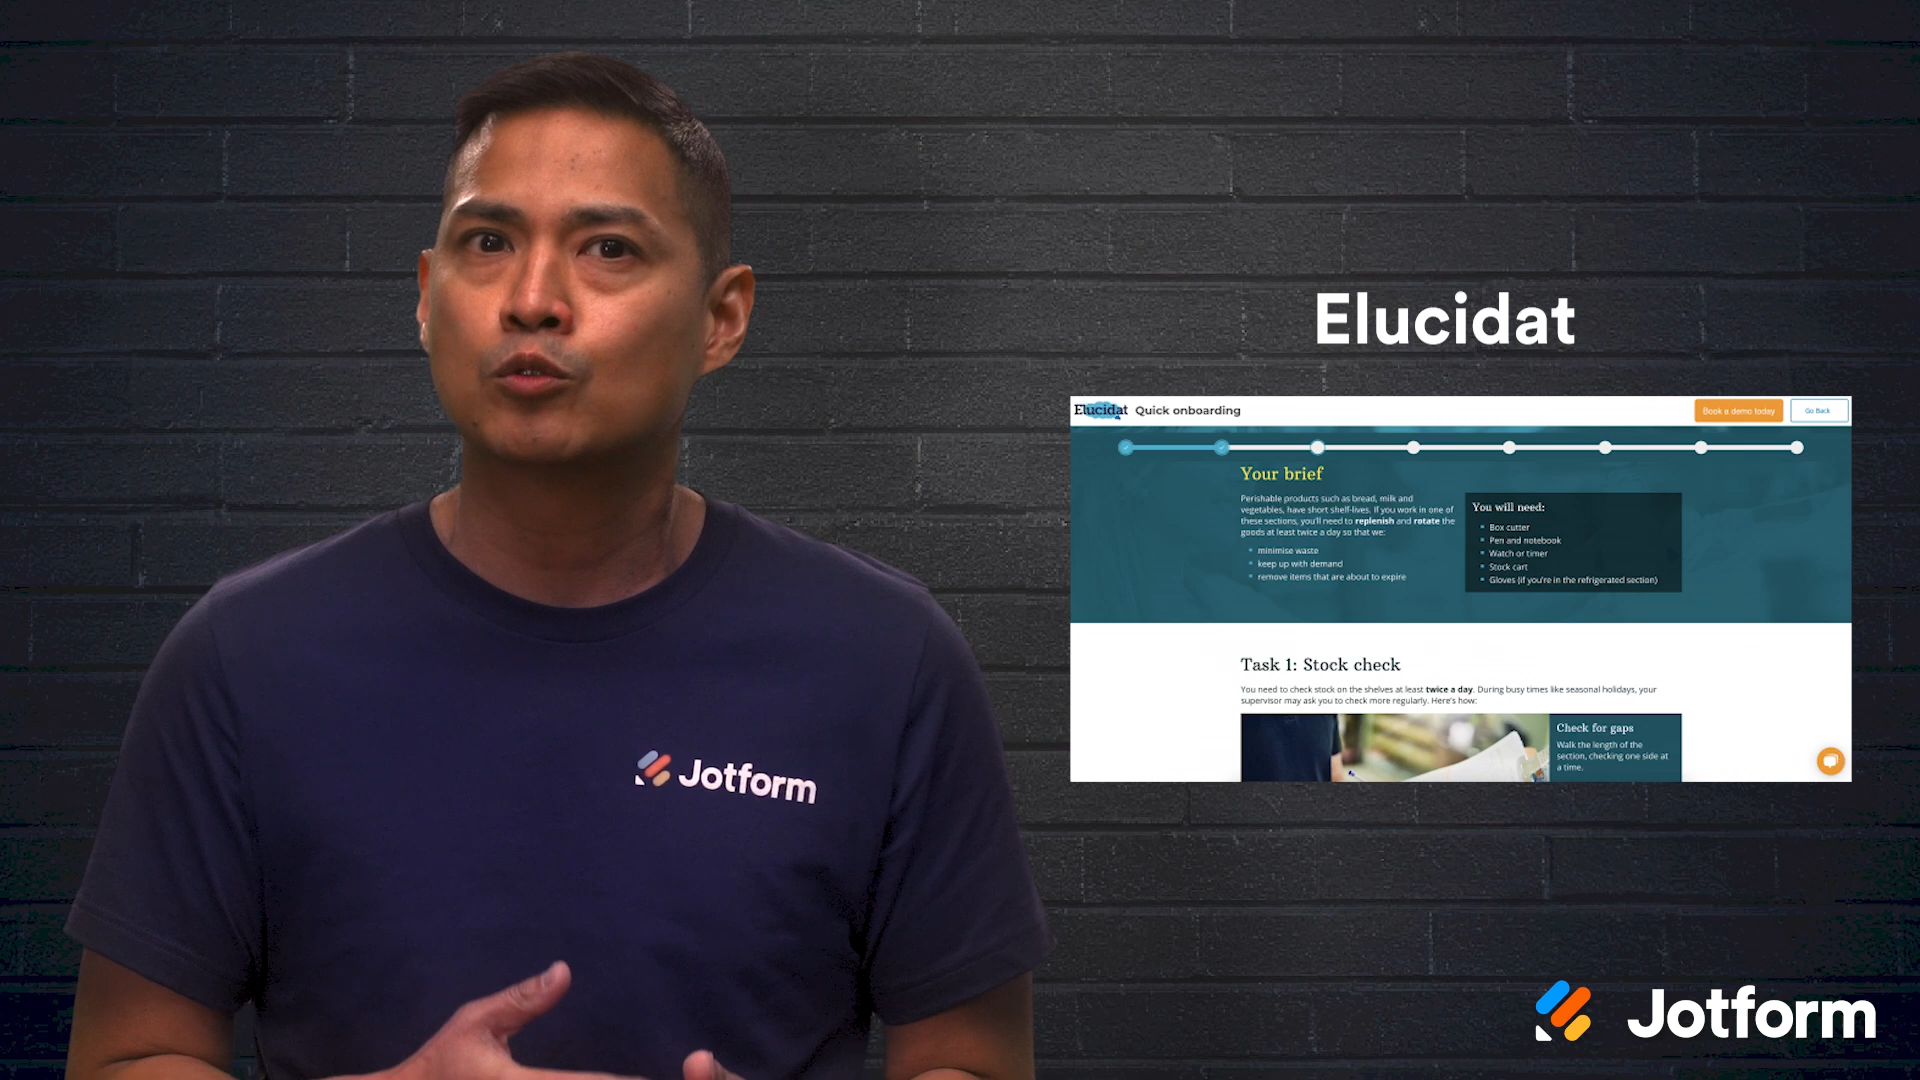 Elucidat
Elucidat Quick onboarding
Book a demo today
Go Back
Your brief
Perishable products such as bread, milk and
vegetables, have short shelf-lives. If you work in one of
these sections, you'll need to replenish and rotate the
goods at least twice a day so that we:
minimise waste
keep up with demand
remove items that are about to expire
You will need:
Box cutter
Pen and notebook
Watch or timer
Stock cart
Gloves (if you're in the refrigerated section)
Task 1: Stock check
You need to check stock on the shelves at least twice a day. During busy times like seasonal holidays, your
supervisor may ask you to check more regularly. Here's how:
Check for gaps
Walk the length of the
section, checking one side at
a time.
Jotform
Jotform